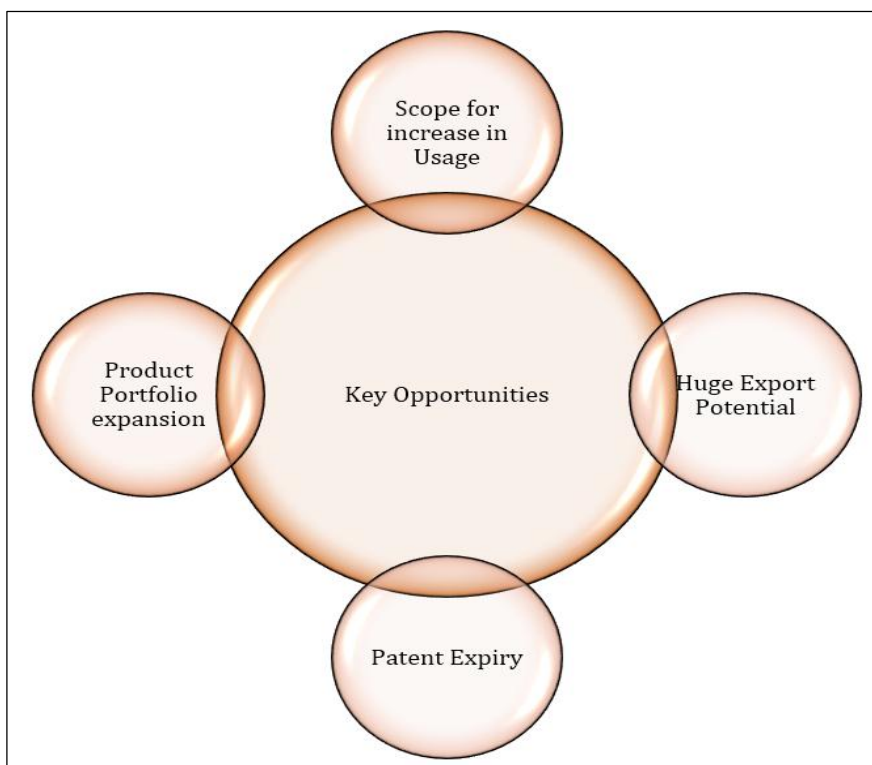 Scope for
increase in
Usage
Product
Portfolio
expansion
Key Opportunities
Huge Export
Potential
Patent Expiry